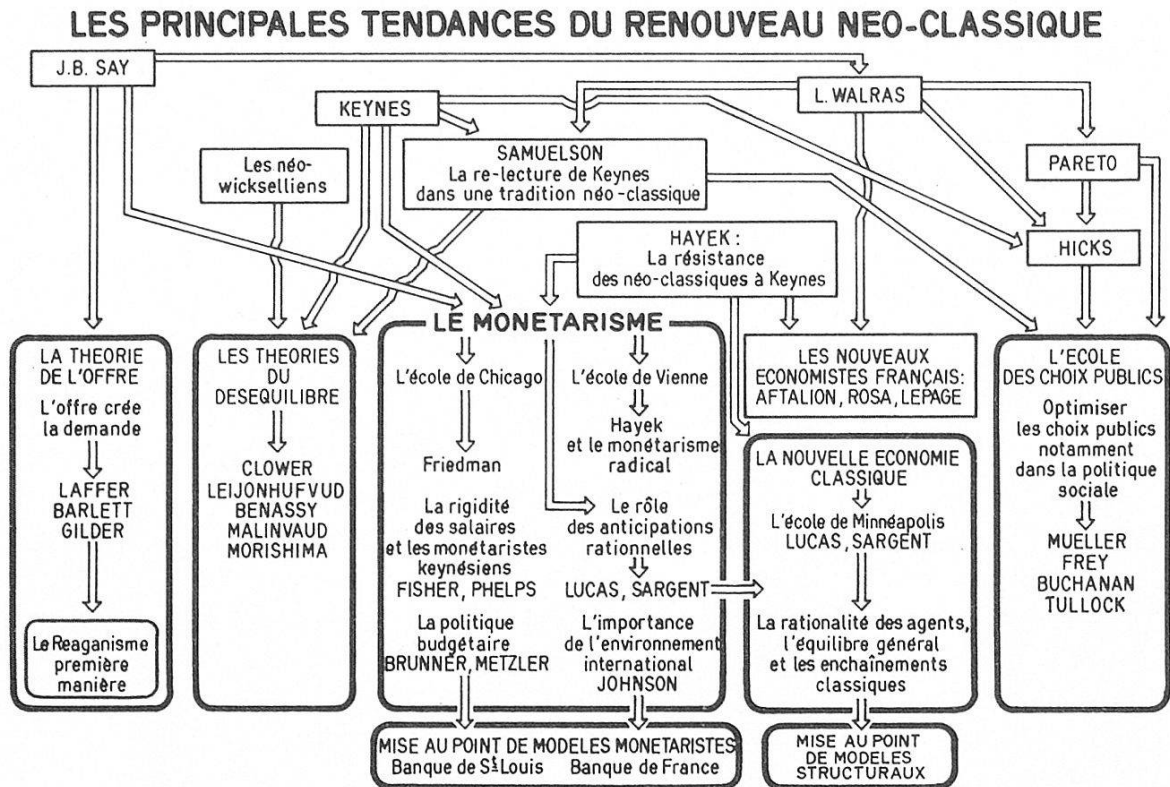 LES PRINCIPALES TENDANCES DU RENOUVEAU NEO-CLASSIQUE
J.B. SAY
KEYNES
L. WALRAS
Les néo-
wickselliens
SAMUELSON
La re-lecture de Keynes
dans une tradition néo-classique
PARETO
HAYEK :
La résistance
des néo-classiques à Keynes
HICKS
LA THEORIE
DE L'OFFRE
L'offre crée
la demande
LAFFER
BARLETT
GILDER
Le Reaganisme
première
manière
LES THEORIES
DU
DESEQUILIBRE
CLOWER
LEIJONHUFVUD
BENASSY
MALINVAUD
MORISHIMA
LE MONETARISME
L'école de Chicago
Friedman
La rigidité
des salaires
et les monétaristes
keynésiens
FISHER, PHELPS
La politique
budgétaire
BRUNNER, METZLER
L'école de Vienne
Hayek
et le monétarisme
radical
Le rôle
des anticipations
rationnelles
LUCAS, SARGENT
L'importance
de l'environnement
international
JOHNSON
LES NOUVEAUX
ECONOMISTES FRANÇAIS:
AFTALION, ROSA, LEPAGE
LA NOUVELLE ECONOMIE
CLASSIQUE
L'école de Minnéapolis
LUCAS, SARGENT
La rationalité des agents,
l'équilibre général
et les enchaînements
classiques
L'ECOLE
DES CHOIX PUBLICS
Optimiser
les choix publics
notamment
dans la politique
sociale
MUELLER
FREY
BUCHANAN
TULLOCK
MISE AU POINT DE MODELES MONETARISTES
Banque de St Louis Banque de France
MISE AU POINT
DE MODELES
STRUCTURAUX